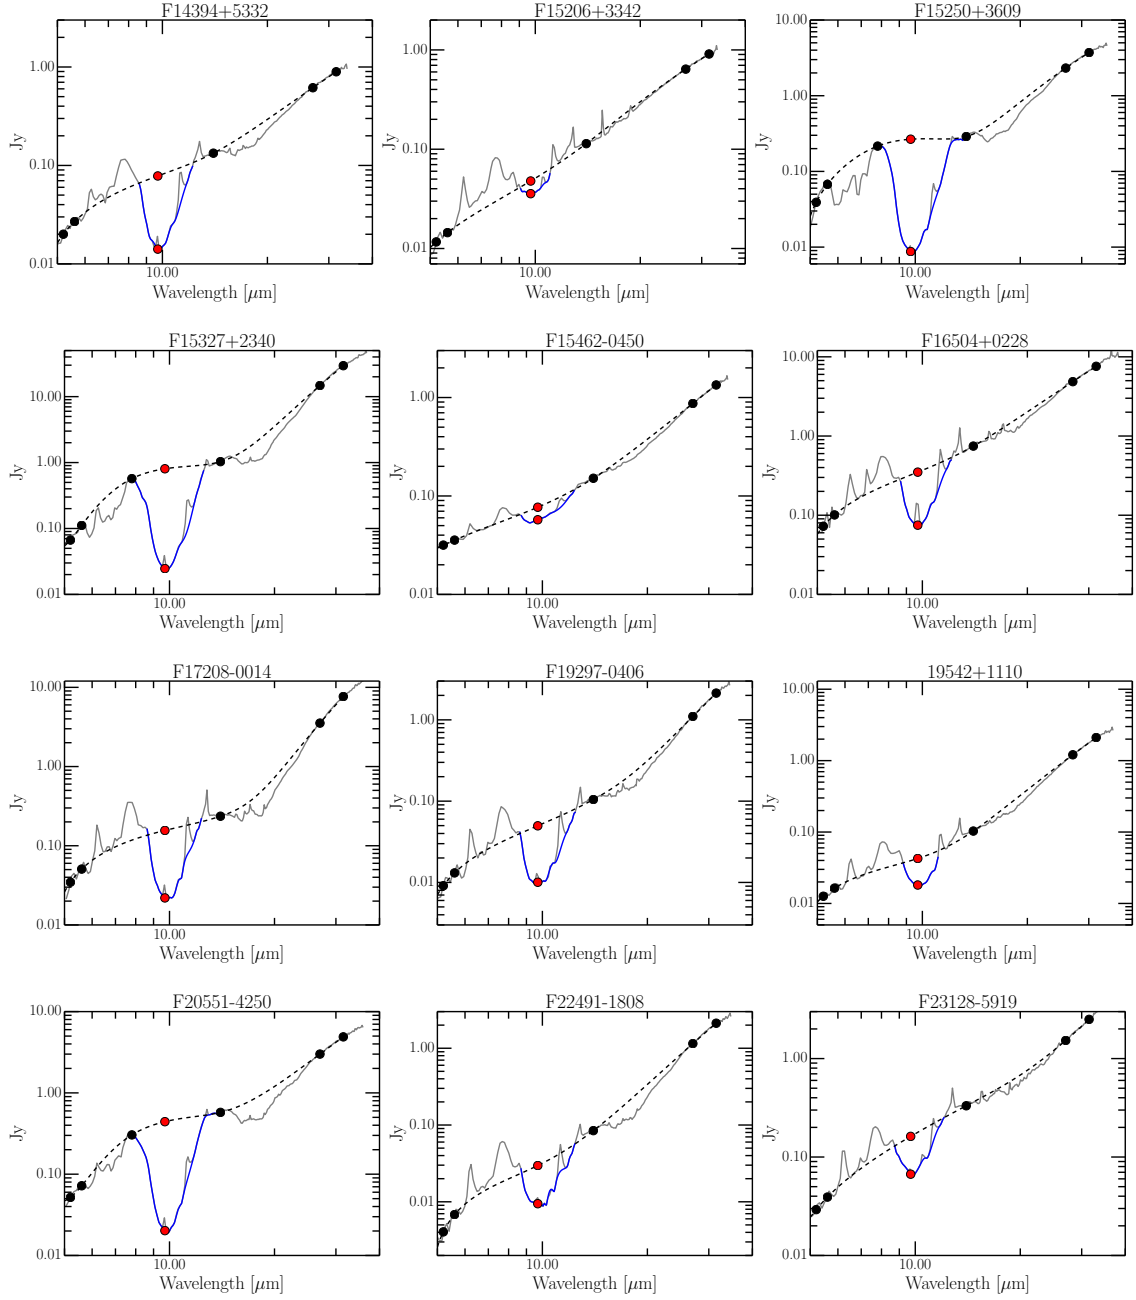 F14394+5332 F15206+3342 F15250+3609
10.00
1.00 1.00
1.00
Jy Jy Jy
0.10 0.10 0.10
0.01 0.01 0.01
10.00 10.00 10.00
Wavelength [μm] Wavelength [μm] Wavelength [μm]
F15327+2340 F15462-0450 F16504+0228
10.00 1.00 10.00
1.00 1.00
Jy Jy Jy
0.10 0.10 0.10
0.01 0.01 0.01
10.00 10.00 10.00
Wavelength [μm] Wavelength [μm] Wavelength [μm]
F17208-0014 F19297-0406 19542+1110
10.00 10.00
1.00 1.00 1.00
Jy Jy Jy
0.10 0.10 0.10
0.01 0.01 0.01
10.00 10.00 10.00
Wavelength [μm] Wavelength [μm] Wavelength [μm]
F20551-4250 F22491-1808 F23128-5919
10.00
1.00 1.00 1.00
Jy Jy Jy
0.10 0.10 0.10
0.01 0.01 0.01
10.00 10.00 10.00
Wavelength [μm] Wavelength [μm] Wavelength [μm]